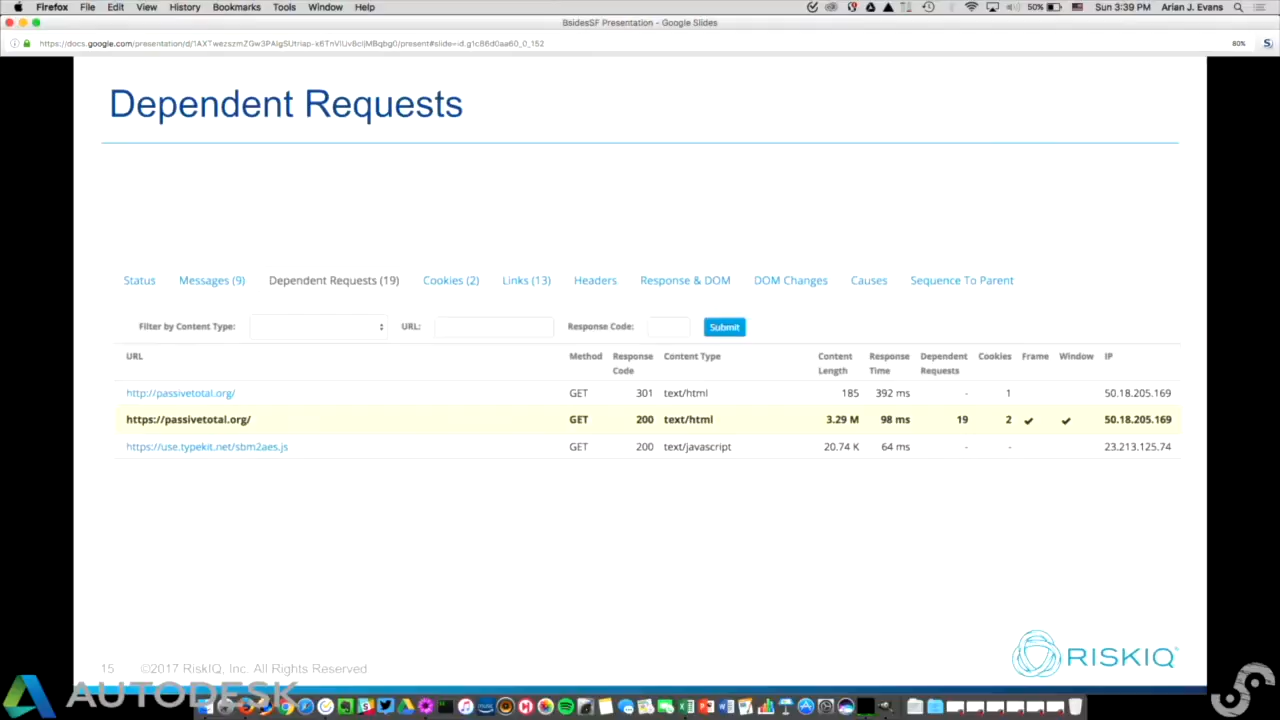 Firefox File Edit View History Bookmarks Tools Window Help 50% Sun 3:39 PM Arian J. Evans
BsidesSF Presentation - Google Slides
80%
Dependent Requests
Status Messages (9) Dependent Requests (19) Cookies (2) Links (13) Headers Response & DOM DOM Changes Causes Sequence To Parent
Filter by Content Type: URL: Response Code: Submit
URL Method Response Code Content Type Content Length Response Time Dependent Requests Cookies Frame Window IP
http://passivetotal.org/ GET 301 text/html 185 392 ms - 1 50.18.205.169
https://passivetotal.org/ GET 200 text/html 3.29 M 98 ms 19 2 ✓ ✓ 50.18.205.169
https://use.typekit.net/sbm2aes.js GET 200 text/javascript 20.74 K 64 ms - - 23.213.125.74
15 ©2017 RiskIQ, Inc. All Rights Reserved
RISKIQ
AUTODESK